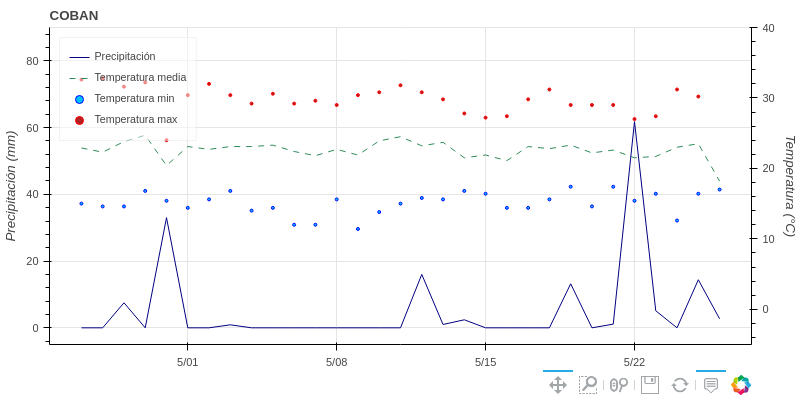 COBAN
Precipitación
Temperatura media
Temperatura min
Temperatura max
Precipitación (mm)
80
60
40
20
0
Temperatura (°C)
40
30
20
10
0
5/01
5/08
5/15
5/22